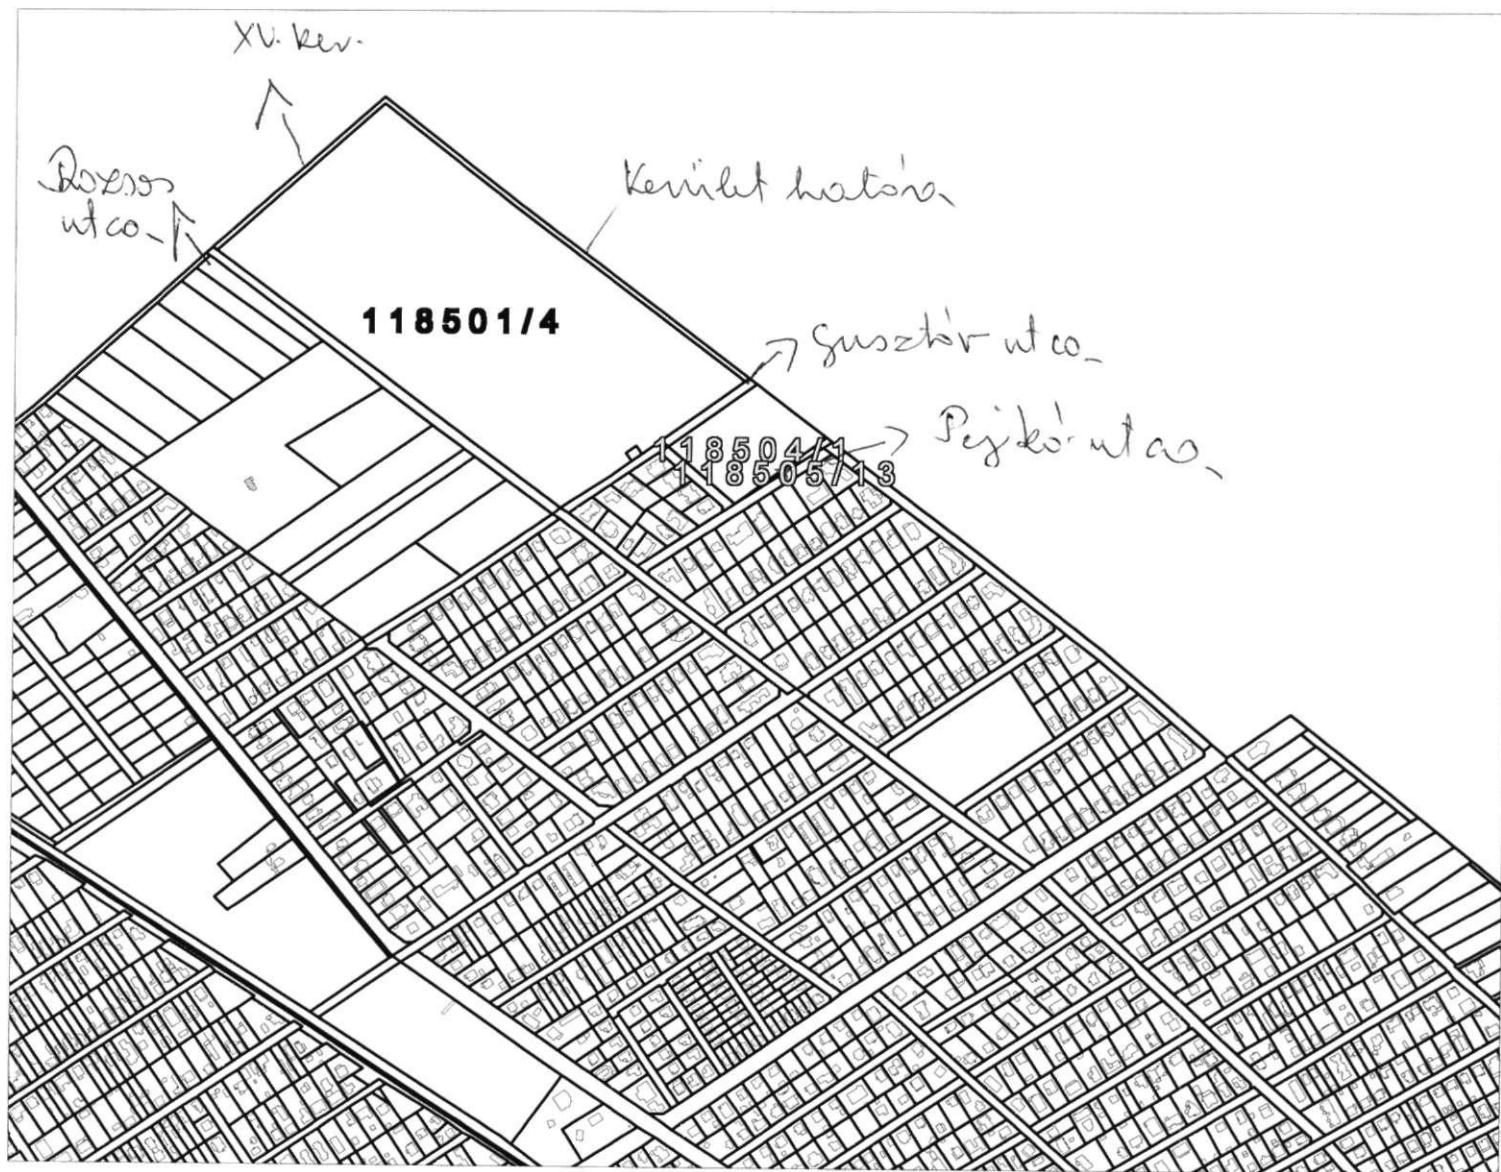 XV. ker.
Rozsos
utca
Kerület határa
118501/4
Gusztáv utca
Pejkó utca
118504/1
118505/13